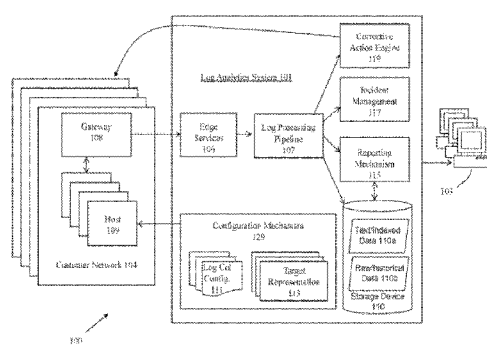 Corrective
Action Engine
119
Log Analytics System 101
Incident
Management
117
Gateway
108
Edge
Services
106
Log Processing
Pipeline
107
Reporting
Mechanism
115
103
Host
109
Customer Network 104
Configuration Mechanism
129
Log Col
Config.
111
Target
Representation
113
Text/Indexed
Data 110a
Raw/historical
Data 110b
Storage Device
110
100